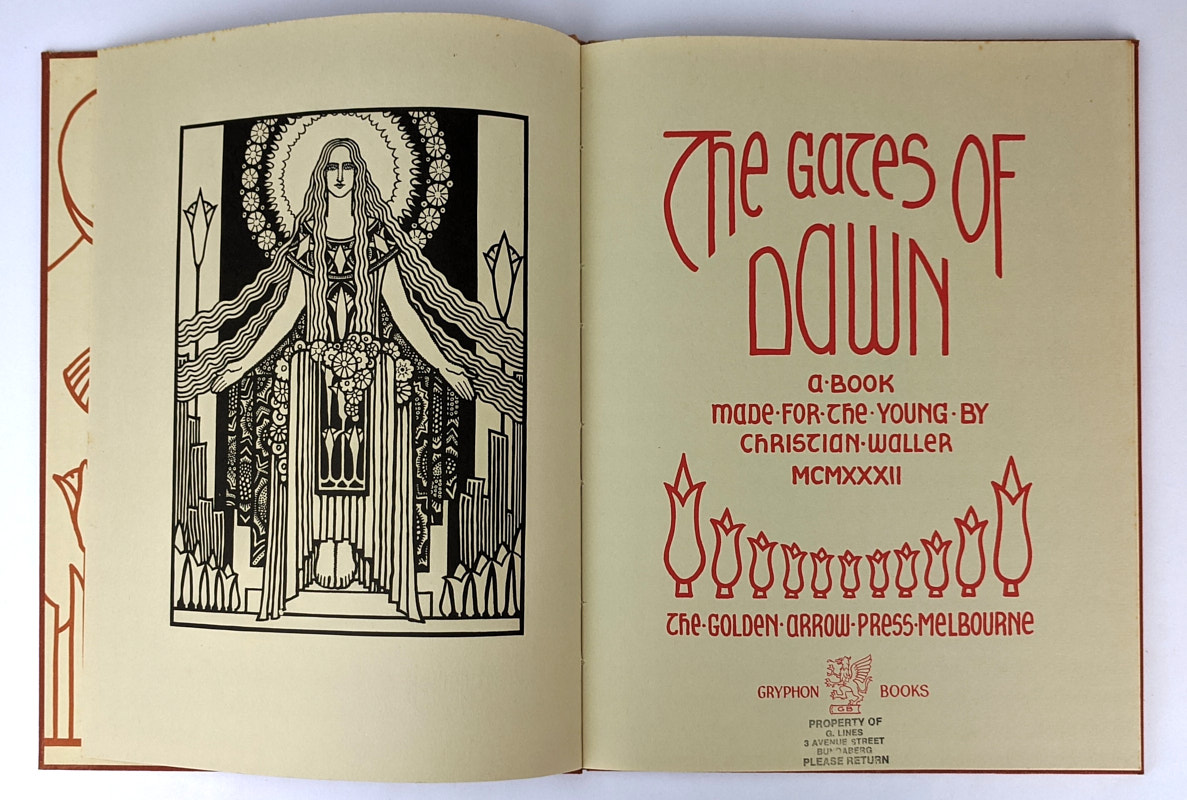 The GATES OF
DAWN
A·BOOK
MADE·FOR·The·YOUNG·BY
ChRISTIAN·WALLER
MCMXXXII
The·GOLDEN·ARROW·PRESS·MELBOURNE
GRYPHON BOOKS
GB
PROPERTY OF
G. LINES
3 AVENUE STREET
BUNDABERG
PLEASE RETURN